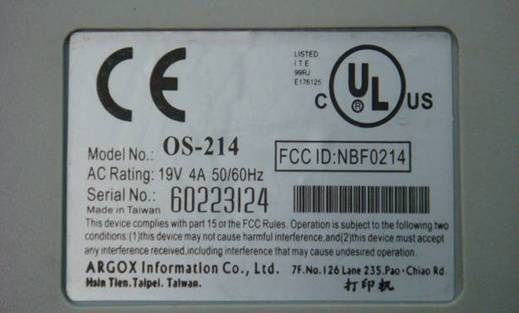 CE
LISTED
I.T.E
99RJ
E176125
C UL US
®
Model No.: OS-214
FCC ID:NBF0214
AC Rating: 19V 4A 50/60Hz
Serial No.: 60223124
Made in Taiwan
This device complies with part 15 of the FCC Rules. Operation is subject to the following two
conditions:(1)this device may not cause harmful interference,and(2)this device must accept
any interference received,including interference that may cause undesired operation.
ARGOX Information Co., Ltd. 7F.No.126 Lane 235.Pao-Chiao Rd.
Hsin Tien.Taipei. Taiwan. 打印机